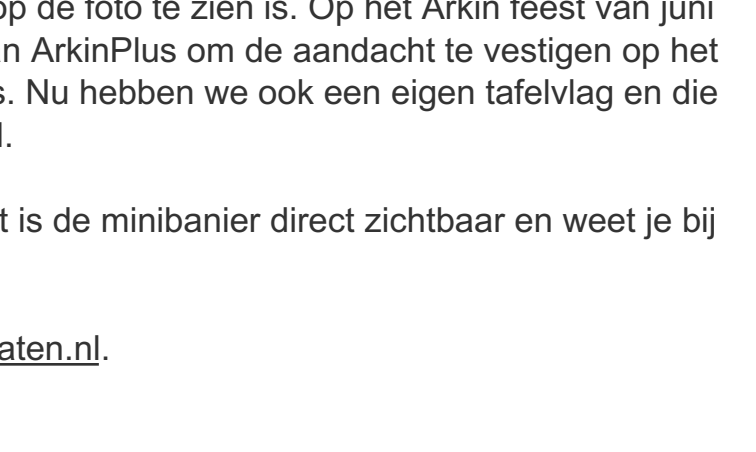 op de foto te zien is. Op het Arkin feest van juni
n ArkinPlus om de aandacht te vestigen op het
s. Nu hebben we ook een eigen tafelvlag en die
l.
t is de minibanier direct zichtbaar en weet je bij
aten.nl.